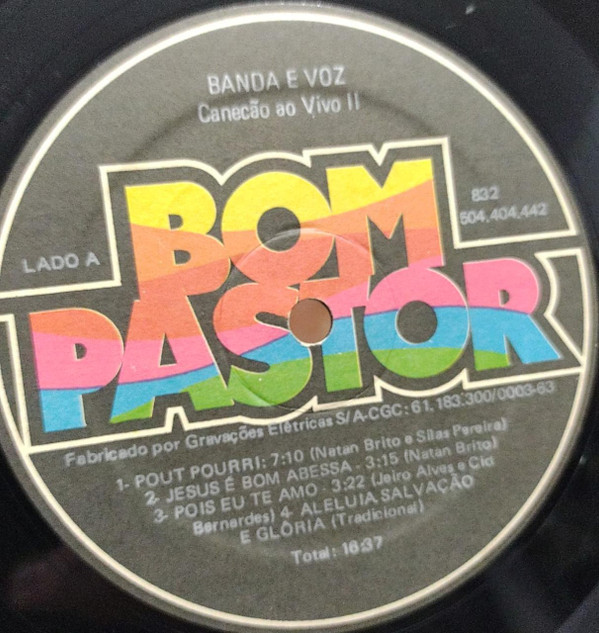 BANDA E VOZ
Canecão ao Vivo II
BOM
PASTOR
LADO A
832
504.404.442
Fabricado por Gravações Elétricas S/A-CGC: 61.183.300/0003-63
1- POUT POURRI: 7:10 (Natan Brito e Silas Pereira)
2- JESUS É BOM ABESSA - 3:15 (Natan Brito)
3- POIS EU TE AMO - 3:22 (Jeiro Alves e Cid
Bernardes) 4- ALELUIA SALVAÇÃO
E GLÓRIA (Tradicional)
Total: 16:37